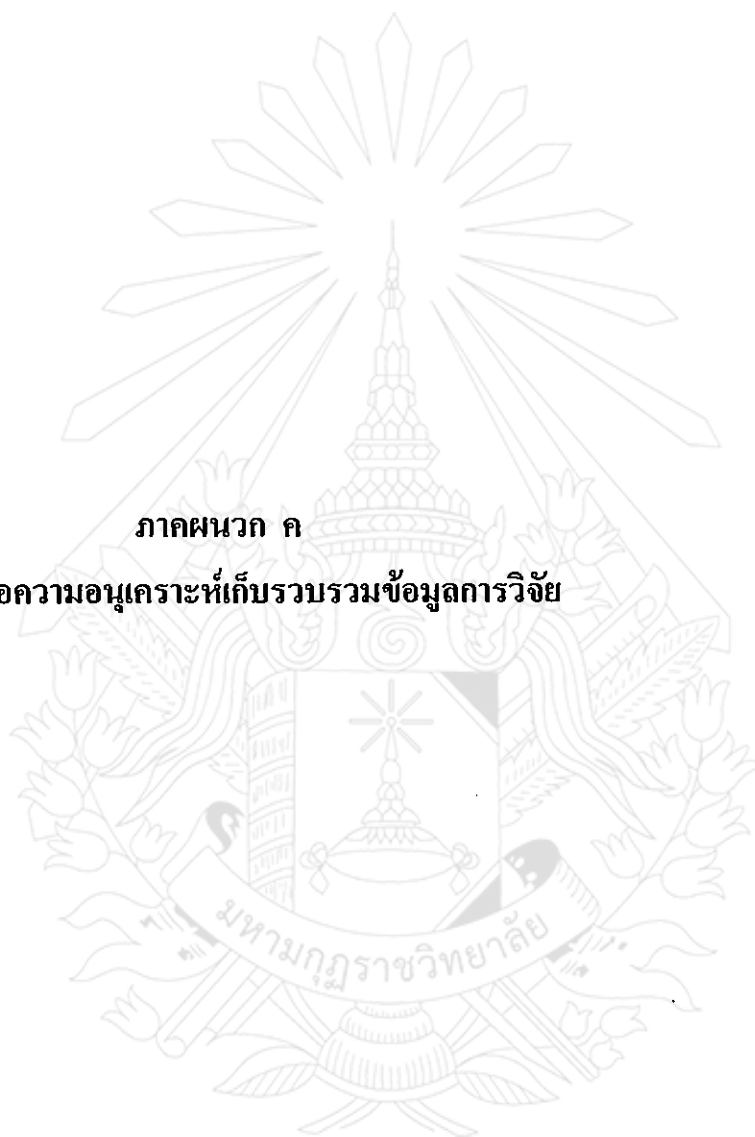 ภาคผนวก ค
อความอนุเคราะห์เก็บรวบรวมข้อมูลการวิจัย
มหามกุฏราชวิทยาลัย